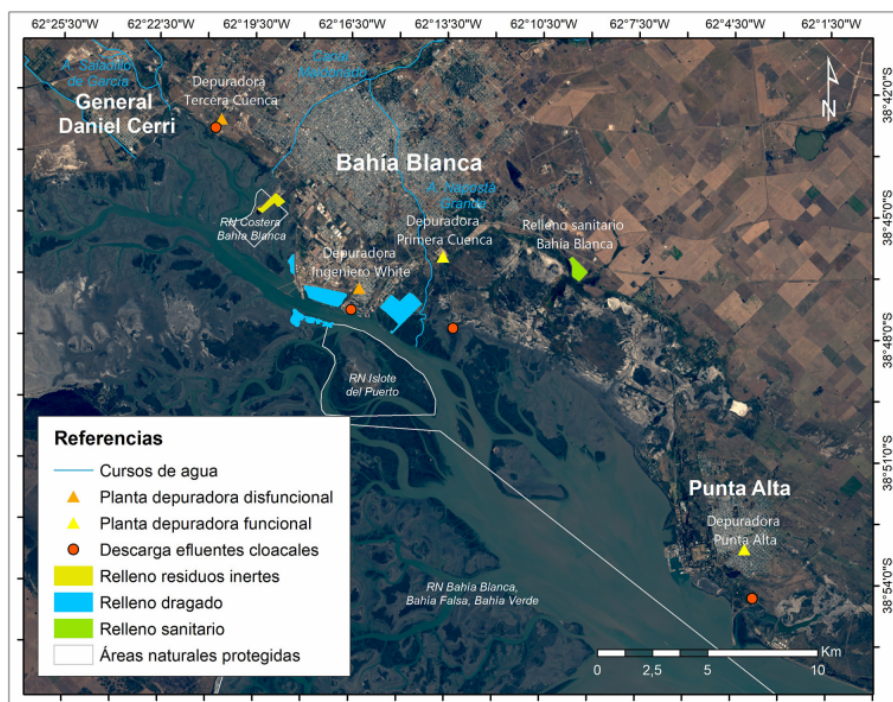 62°25'30"W 62°22'30"W 62°19'30"W 62°16'30"W 62°13'30"W 62°10'30"W 62°7'30"W 62°4'30"W 62°1'30"W
A. Saladillo
de García
Canal
Maldonado
Depuradora
Tercera Cuenca
General
Daniel Cerri
Bahía Blanca
A. Napostá
Grande
RN Costera
Bahía Blanca
Depuradora
Primera Cuenca
Relleno sanitario
Bahía Blanca
Depuradora
Ingeniero White
RN Islote
del Puerto
N
38°42'0"S
38°45'0"S
38°48'0"S
38°51'0"S
38°54'0"S
Punta Alta
Depuradora
Punta Alta
RN Bahía Blanca,
Bahía Falsa, Bahía Verde
Referencias
Cursos de agua
Planta depuradora disfuncional
Planta depuradora funcional
Descarga efluentes cloacales
Relleno residuos inertes
Relleno dragado
Relleno sanitario
Áreas naturales protegidas
Km
0 2,5 5 10